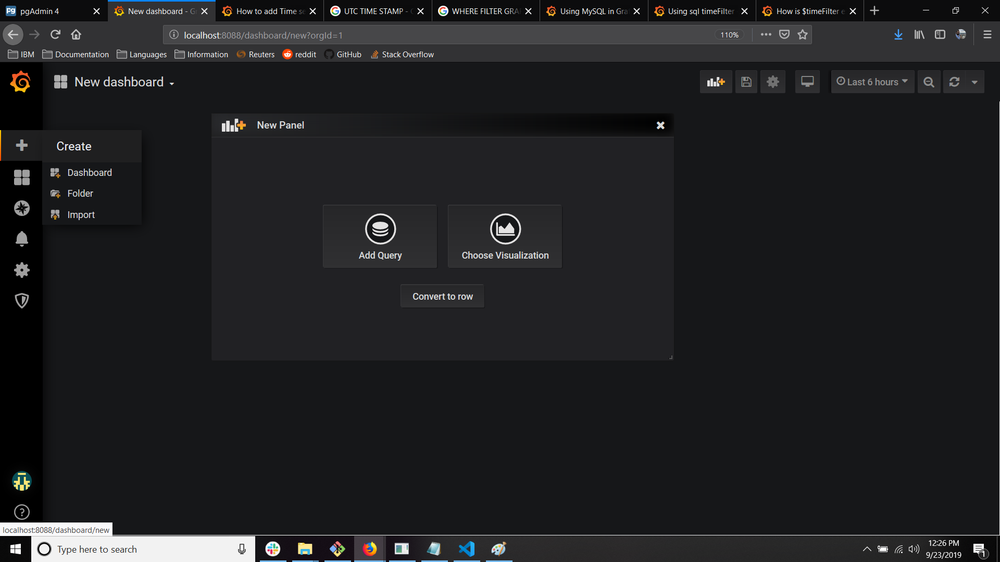 pgAdmin 4
New dashboard - G
How to add Time se
UTC TIME STAMP -
WHERE FILTER GRA
Using MySQL in Gra
Using sql timeFilter
How is $timeFilter e
localhost:8088/dashboard/new?orgId=1
110%
IBM
Documentation
Languages
Information
Reuters
reddit
GitHub
Stack Overflow
New dashboard
Last 6 hours
New Panel
Create
Dashboard
Folder
Import
Add Query
Choose Visualization
Convert to row
?
localhost:8088/dashboard/new
Type here to search
12:26 PM
9/23/2019
1